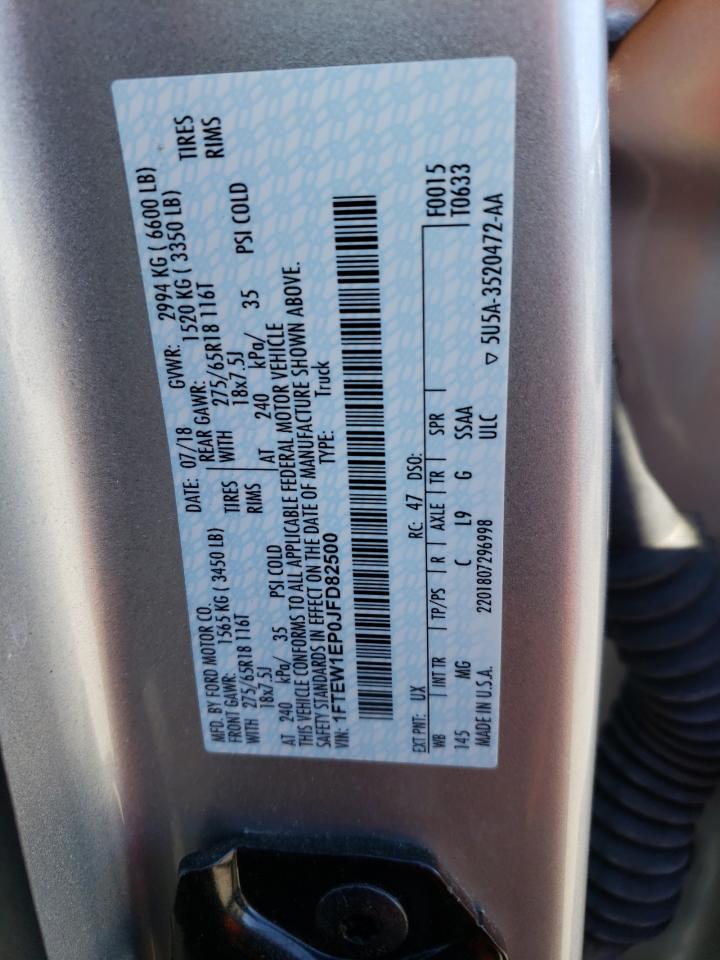 MFD. BY FORD MOTOR CO. DATE: 07/18 GVWR: 2994 KG ( 6600 LB)
FRONT GAWR: 1565 KG ( 3450 LB) REAR GAWR: 1520 KG ( 3350 LB)
WITH 275/65R18 116T TIRES WITH 275/65R18 116T TIRES
18x7.5J RIMS 18x7.5J RIMS
AT 240 kPa/ 35 PSI COLD AT 240 kPa/ 35 PSI COLD
THIS VEHICLE CONFORMS TO ALL APPLICABLE FEDERAL MOTOR VEHICLE
SAFETY STANDARDS IN EFFECT ON THE DATE OF MANUFACTURE SHOWN ABOVE.
VIN: 1FTEW1EP0JFD82500 TYPE: Truck
EXT PNT: UX RC: 47 DSO: F0015
WB INT TR TP/PS R AXLE TR SPR T0633
145 MG C L9 G SSAA
MADE IN U.S.A. 2201807296998 ULC ▽ 5U5A-3520472-AA